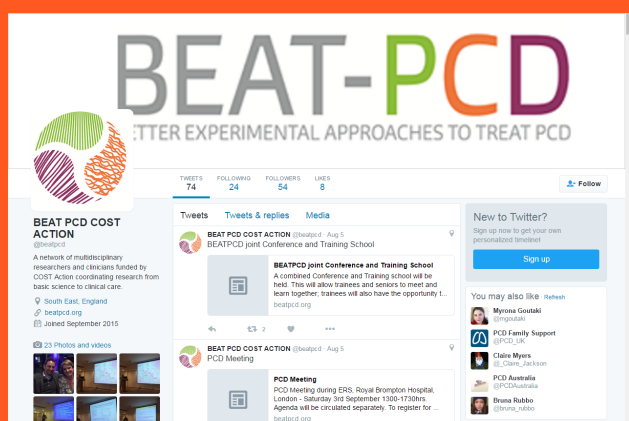 BEAT-PCD
ETTER EXPERIMENTAL APPROACHES TO TREAT PCD
TWEETS
74
FOLLOWING
24
FOLLOWERS
54
LIKES
8
Follow
BEAT PCD COST
ACTION
@beatpcd
A network of multidisciplinary
researchers and clinicians funded by
COST Action coordinating research from
basic science to clinical care.
South East, England
beatpcd.org
Joined September 2015
23 Photos and videos
Tweets Tweets & replies Media
BEAT PCD COST ACTION @beatpcd · Aug 5
BEATPCD joint Conference and Training School
BEATPCD joint Conference and Training School
A combined Conference and Training school will be
held. This will allow trainees and seniors to meet and
learn together; trainees will also have the opportunity t...
beatpcd.org
2
BEAT PCD COST ACTION @beatpcd · Aug 5
PCD Meeting
PCD Meeting
PCD Meeting during ERS, Royal Brompton Hospital,
London - Saturday 3rd September 1300-1730hrs.
Agenda will be circulated separately. To register for ...
beatpcd.org
New to Twitter?
Sign up now to get your own
personalized timeline!
Sign up
You may also like · Refresh
Myrona Goutaki
@mgoutaki
PCD Family Support
@PCD_UK
Claire Myers
@_Claire_Jackson
PCD Australia
@PCDAustralia
Bruna Rubbo
@bruna_rubbo